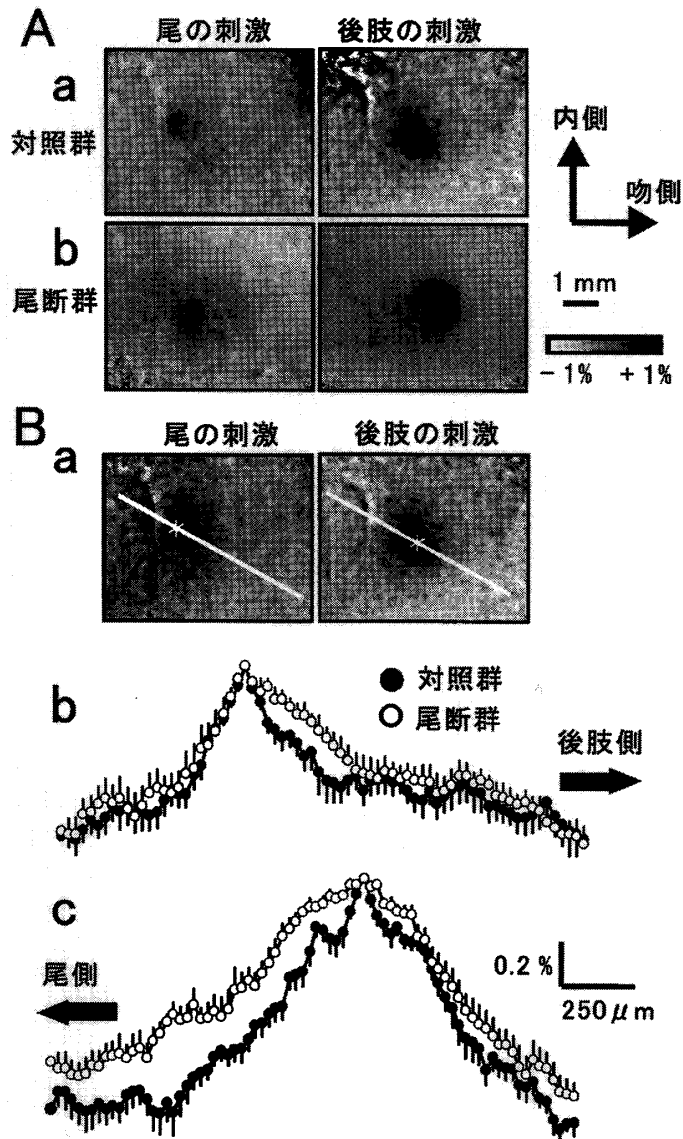 A
尾の刺激 後肢の刺激
a
対照群
内側
吻側
b
尾断群
1 mm
- 1% + 1%
B
尾の刺激 後肢の刺激
a
b
● 対照群
○ 尾断群
後肢側
c
尾側
0.2 %
250 μm